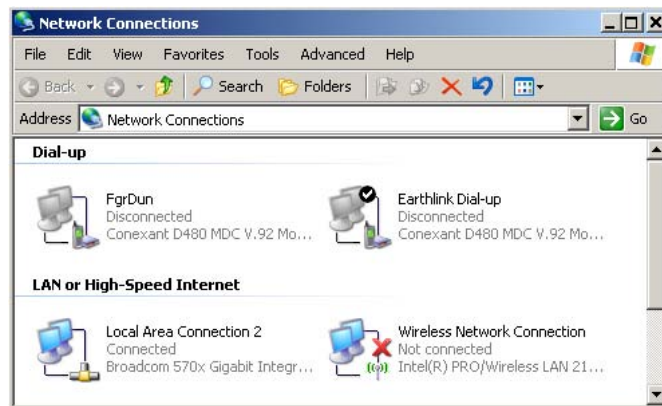 Network Connections
File Edit View Favorites Tools Advanced Help
Back Search Folders
Address Network Connections Go
Dial-up
FgrDun
Disconnected
Conexant D480 MDC V.92 Mo...
Earthlink Dial-up
Disconnected
Conexant D480 MDC V.92 Mo...
LAN or High-Speed Internet
Local Area Connection 2
Connected
Broadcom 570x Gigabit Integr...
Wireless Network Connection
Not connected
Intel(R) PRO/Wireless LAN 21...